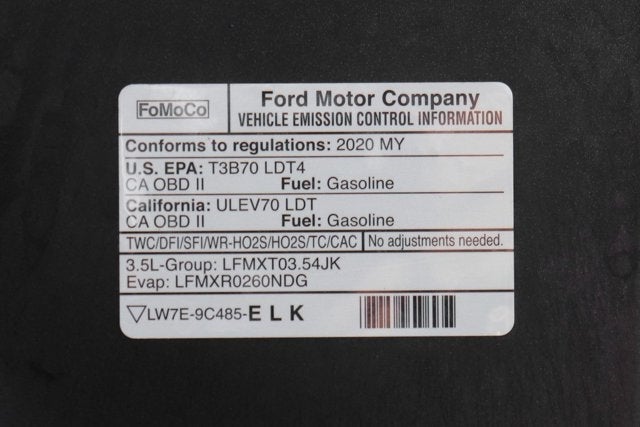 FoMoCo
Ford Motor Company
VEHICLE EMISSION CONTROL INFORMATION
Conforms to regulations: 2020 MY
U.S. EPA: T3B70 LDT4
CA OBD II Fuel: Gasoline
California: ULEV70 LDT
CA OBD II Fuel: Gasoline
TWC/DFI/SFI/WR-HO2S/HO2S/TC/CAC No adjustments needed.
3.5L-Group: LFMXT03.54JK
Evap: LFMXR0260NDG
▽LW7E-9C485-ELK